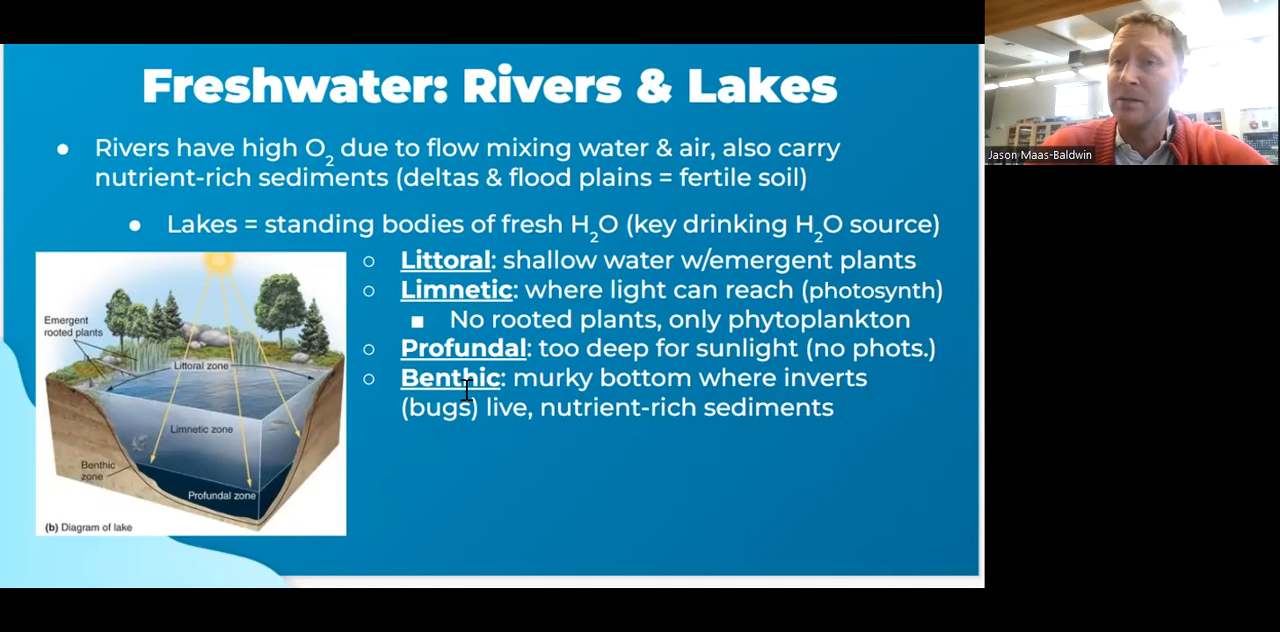 Freshwater: Rivers & Lakes
● Rivers have high O₂ due to flow mixing water & air, also carry
nutrient-rich sediments (deltas & flood plains = fertile soil)
● Lakes = standing bodies of fresh H₂O (key drinking H₂O source)
○ Littoral: shallow water w/emergent plants
○ Limnetic: where light can reach (photosynth)
■ No rooted plants, only phytoplankton
○ Profundal: too deep for sunlight (no phots.)
○ Benthic: murky bottom where inverts
(bugs) live, nutrient-rich sediments
Emergent
rooted plants
Littoral zone
Limnetic zone
Benthic
zone
Profundal zone
(b) Diagram of lake
Jason Maas-Baldwin